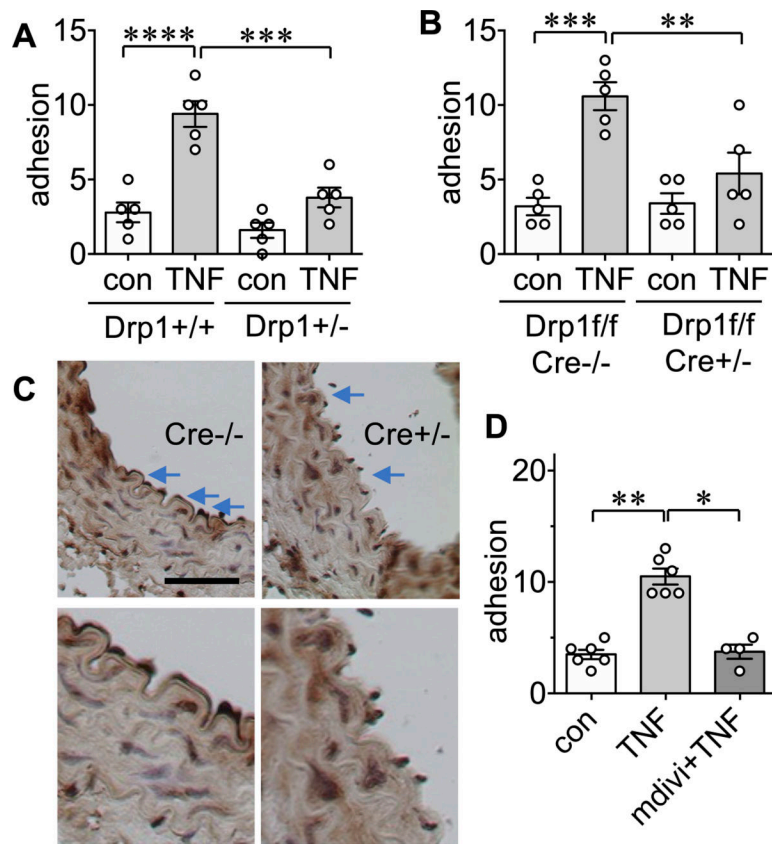 A
adhesion
15
10
5
0
****
***
con TNF con TNF
Drp1+/+ Drp1+/-
B
adhesion
15
10
5
0
***
**
con TNF con TNF
Drp1f/f Drp1f/f
Cre-/- Cre+/-
C
Cre-/-
Cre+/-
D
adhesion
20
10
0
**
*
con
TNF
mdivi+TNF